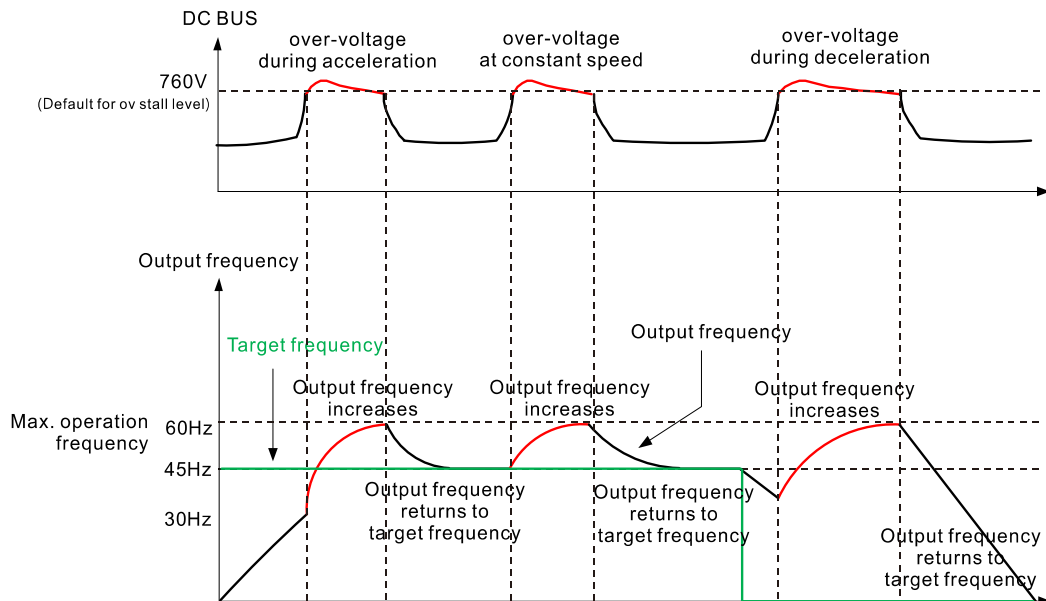 DC BUS
over-voltage
during acceleration
over-voltage
at constant speed
over-voltage
during deceleration
760V
(Default for ov stall level)
Output frequency
Target frequency
Output frequency
Output frequency
increases
Output frequency
increases
Output frequency
increases
Max. operation
frequency
60Hz
45Hz
30Hz
Output frequency
returns to
target frequency
Output frequency
returns to
target frequency
Output frequency
returns to
target frequency